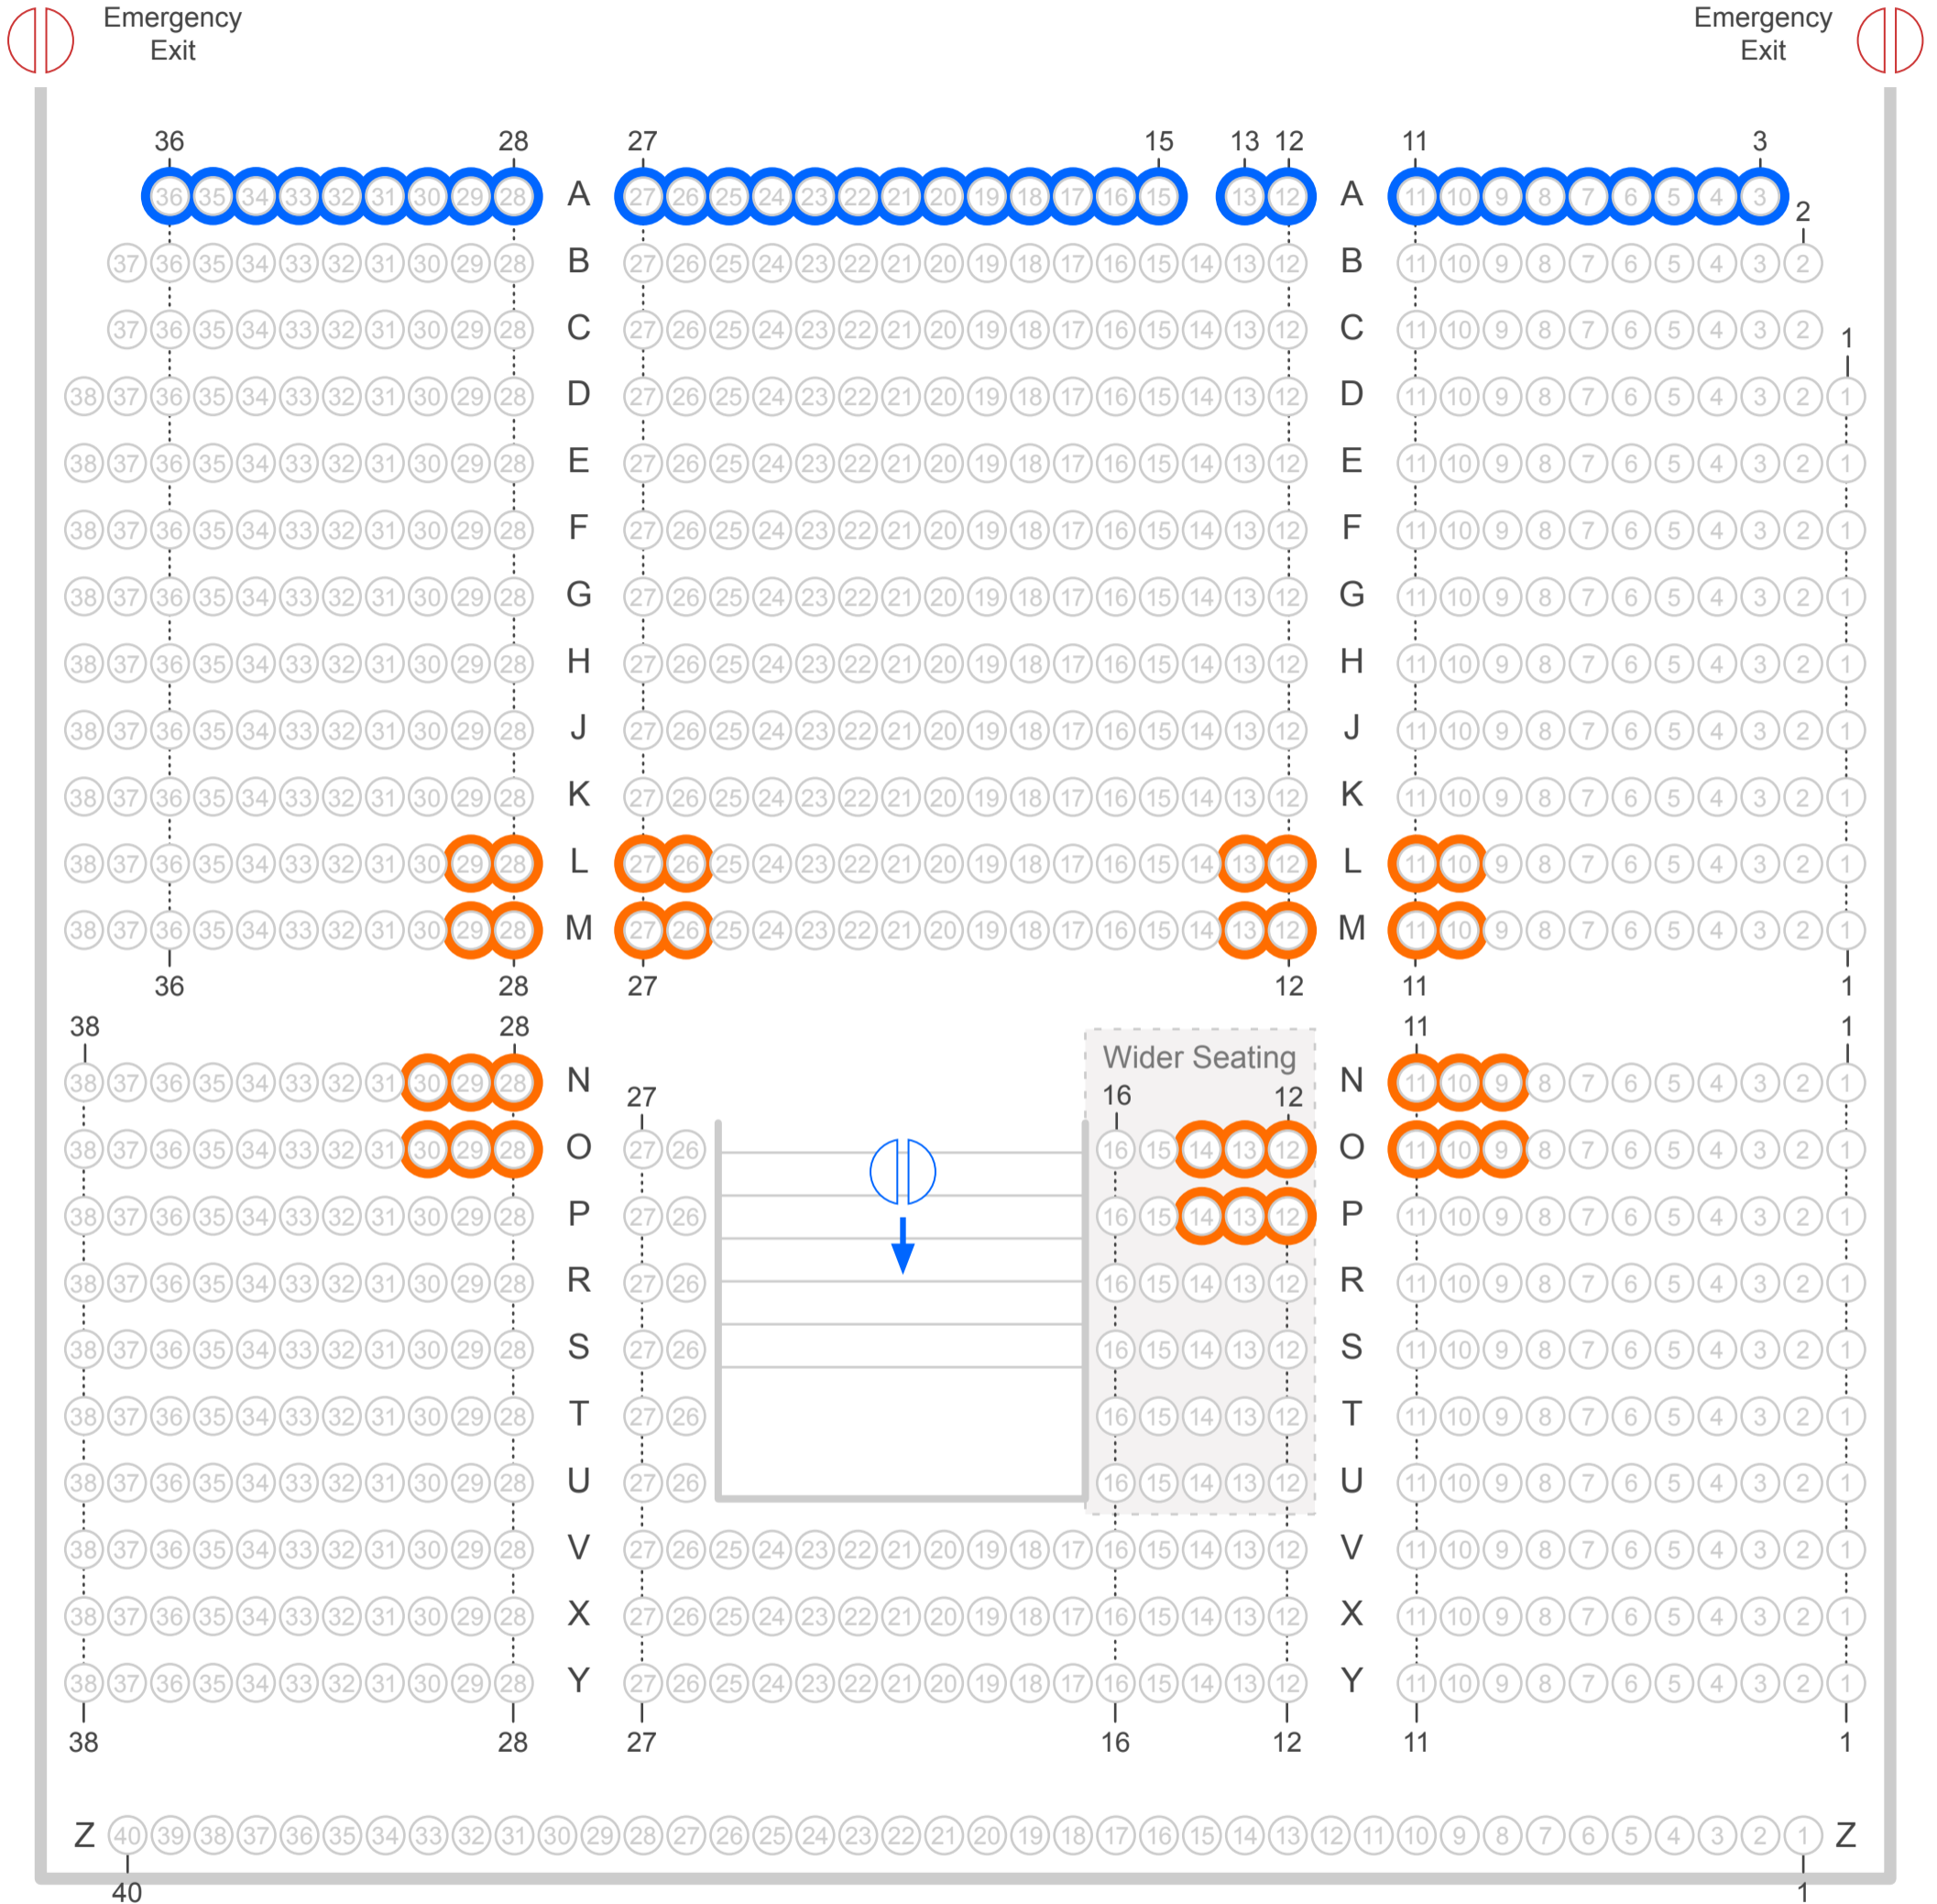 Emergency
Exit
Emergency
Exit
36 28 27 15 13 12 11 3
36 35 34 33 32 31 30 29 28 A 27 26 25 24 23 22 21 20 19 18 17 16 15 13 12 A 11 10 9 8 7 6 5 4 3
2
37 36 35 34 33 32 31 30 29 28 B 27 26 25 24 23 22 21 20 19 18 17 16 15 14 13 12 B 11 10 9 8 7 6 5 4 3 2
37 36 35 34 33 32 31 30 29 28 C 27 26 25 24 23 22 21 20 19 18 17 16 15 14 13 12 C 11 10 9 8 7 6 5 4 3 2
1
38 37 36 35 34 33 32 31 30 29 28 D 27 26 25 24 23 22 21 20 19 18 17 16 15 14 13 12 D 11 10 9 8 7 6 5 4 3 2 1
38 37 36 35 34 33 32 31 30 29 28 E 27 26 25 24 23 22 21 20 19 18 17 16 15 14 13 12 E 11 10 9 8 7 6 5 4 3 2 1
38 37 36 35 34 33 32 31 30 29 28 F 27 26 25 24 23 22 21 20 19 18 17 16 15 14 13 12 F 11 10 9 8 7 6 5 4 3 2 1
38 37 36 35 34 33 32 31 30 29 28 G 27 26 25 24 23 22 21 20 19 18 17 16 15 14 13 12 G 11 10 9 8 7 6 5 4 3 2 1
38 37 36 35 34 33 32 31 30 29 28 H 27 26 25 24 23 22 21 20 19 18 17 16 15 14 13 12 H 11 10 9 8 7 6 5 4 3 2 1
38 37 36 35 34 33 32 31 30 29 28 J 27 26 25 24 23 22 21 20 19 18 17 16 15 14 13 12 J 11 10 9 8 7 6 5 4 3 2 1
38 37 36 35 34 33 32 31 30 29 28 K 27 26 25 24 23 22 21 20 19 18 17 16 15 14 13 12 K 11 10 9 8 7 6 5 4 3 2 1
38 37 36 35 34 33 32 31 30 29 28 L 27 26 25 24 23 22 21 20 19 18 17 16 15 14 13 12 L 11 10 9 8 7 6 5 4 3 2 1
38 37 36 35 34 33 32 31 30 29 28 M 27 26 25 24 23 22 21 20 19 18 17 16 15 14 13 12 M 11 10 9 8 7 6 5 4 3 2 1
36 28 27 12 11 1
38 28 11 1
Wider Seating
38 37 36 35 34 33 32 31 30 29 28 N N 11 10 9 8 7 6 5 4 3 2 1
27 16 12
38 37 36 35 34 33 32 31 30 29 28 O 27 26 16 15 14 13 12 O 11 10 9 8 7 6 5 4 3 2 1
38 37 36 35 34 33 32 31 30 29 28 P 27 26 16 15 14 13 12 P 11 10 9 8 7 6 5 4 3 2 1
38 37 36 35 34 33 32 31 30 29 28 R 27 26 16 15 14 13 12 R 11 10 9 8 7 6 5 4 3 2 1
38 37 36 35 34 33 32 31 30 29 28 S 27 26 16 15 14 13 12 S 11 10 9 8 7 6 5 4 3 2 1
38 37 36 35 34 33 32 31 30 29 28 T 27 26 16 15 14 13 12 T 11 10 9 8 7 6 5 4 3 2 1
38 37 36 35 34 33 32 31 30 29 28 U 27 26 16 15 14 13 12 U 11 10 9 8 7 6 5 4 3 2 1
38 37 36 35 34 33 32 31 30 29 28 V 27 26 25 24 23 22 21 20 19 18 17 16 15 14 13 12 V 11 10 9 8 7 6 5 4 3 2 1
38 37 36 35 34 33 32 31 30 29 28 X 27 26 25 24 23 22 21 20 19 18 17 16 15 14 13 12 X 11 10 9 8 7 6 5 4 3 2 1
38 37 36 35 34 33 32 31 30 29 28 Y 27 26 25 24 23 22 21 20 19 18 17 16 15 14 13 12 Y 11 10 9 8 7 6 5 4 3 2 1
38 28 27 16 12 11 1
Z 40 39 38 37 36 35 34 33 32 31 30 29 28 27 26 25 24 23 22 21 20 19 18 17 16 15 14 13 12 11 10 9 8 7 6 5 4 3 2 1 Z
40 1